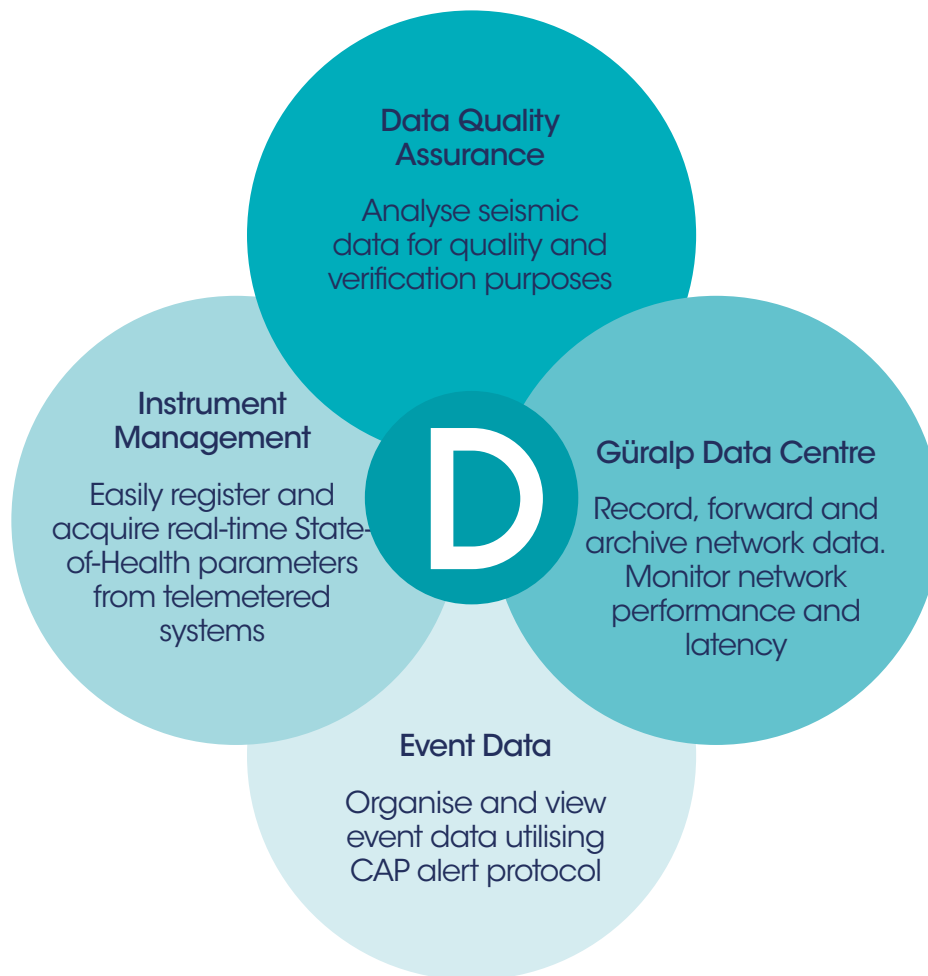 Data Quality
Assurance
Analyse seismic
data for quality and
verification purposes
Instrument
Management
Easily register and
acquire real-time State-
of-Health parameters
from telemetered
systems
D
Güralp Data Centre
Record, forward and
archive network data.
Monitor network
performance and
latency
Event Data
Organise and view
event data utilising
CAP alert protocol